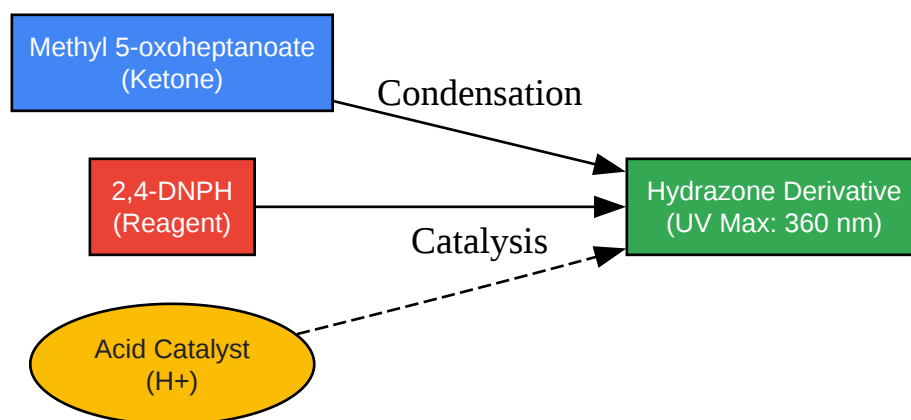 Methyl 5-oxoheptanoate
(Ketone)
Condensation
2,4-DNPH
(Reagent)
Hydrazone Derivative
(UV Max: 360 nm)
Catalysis
Acid Catalyst
(H+)